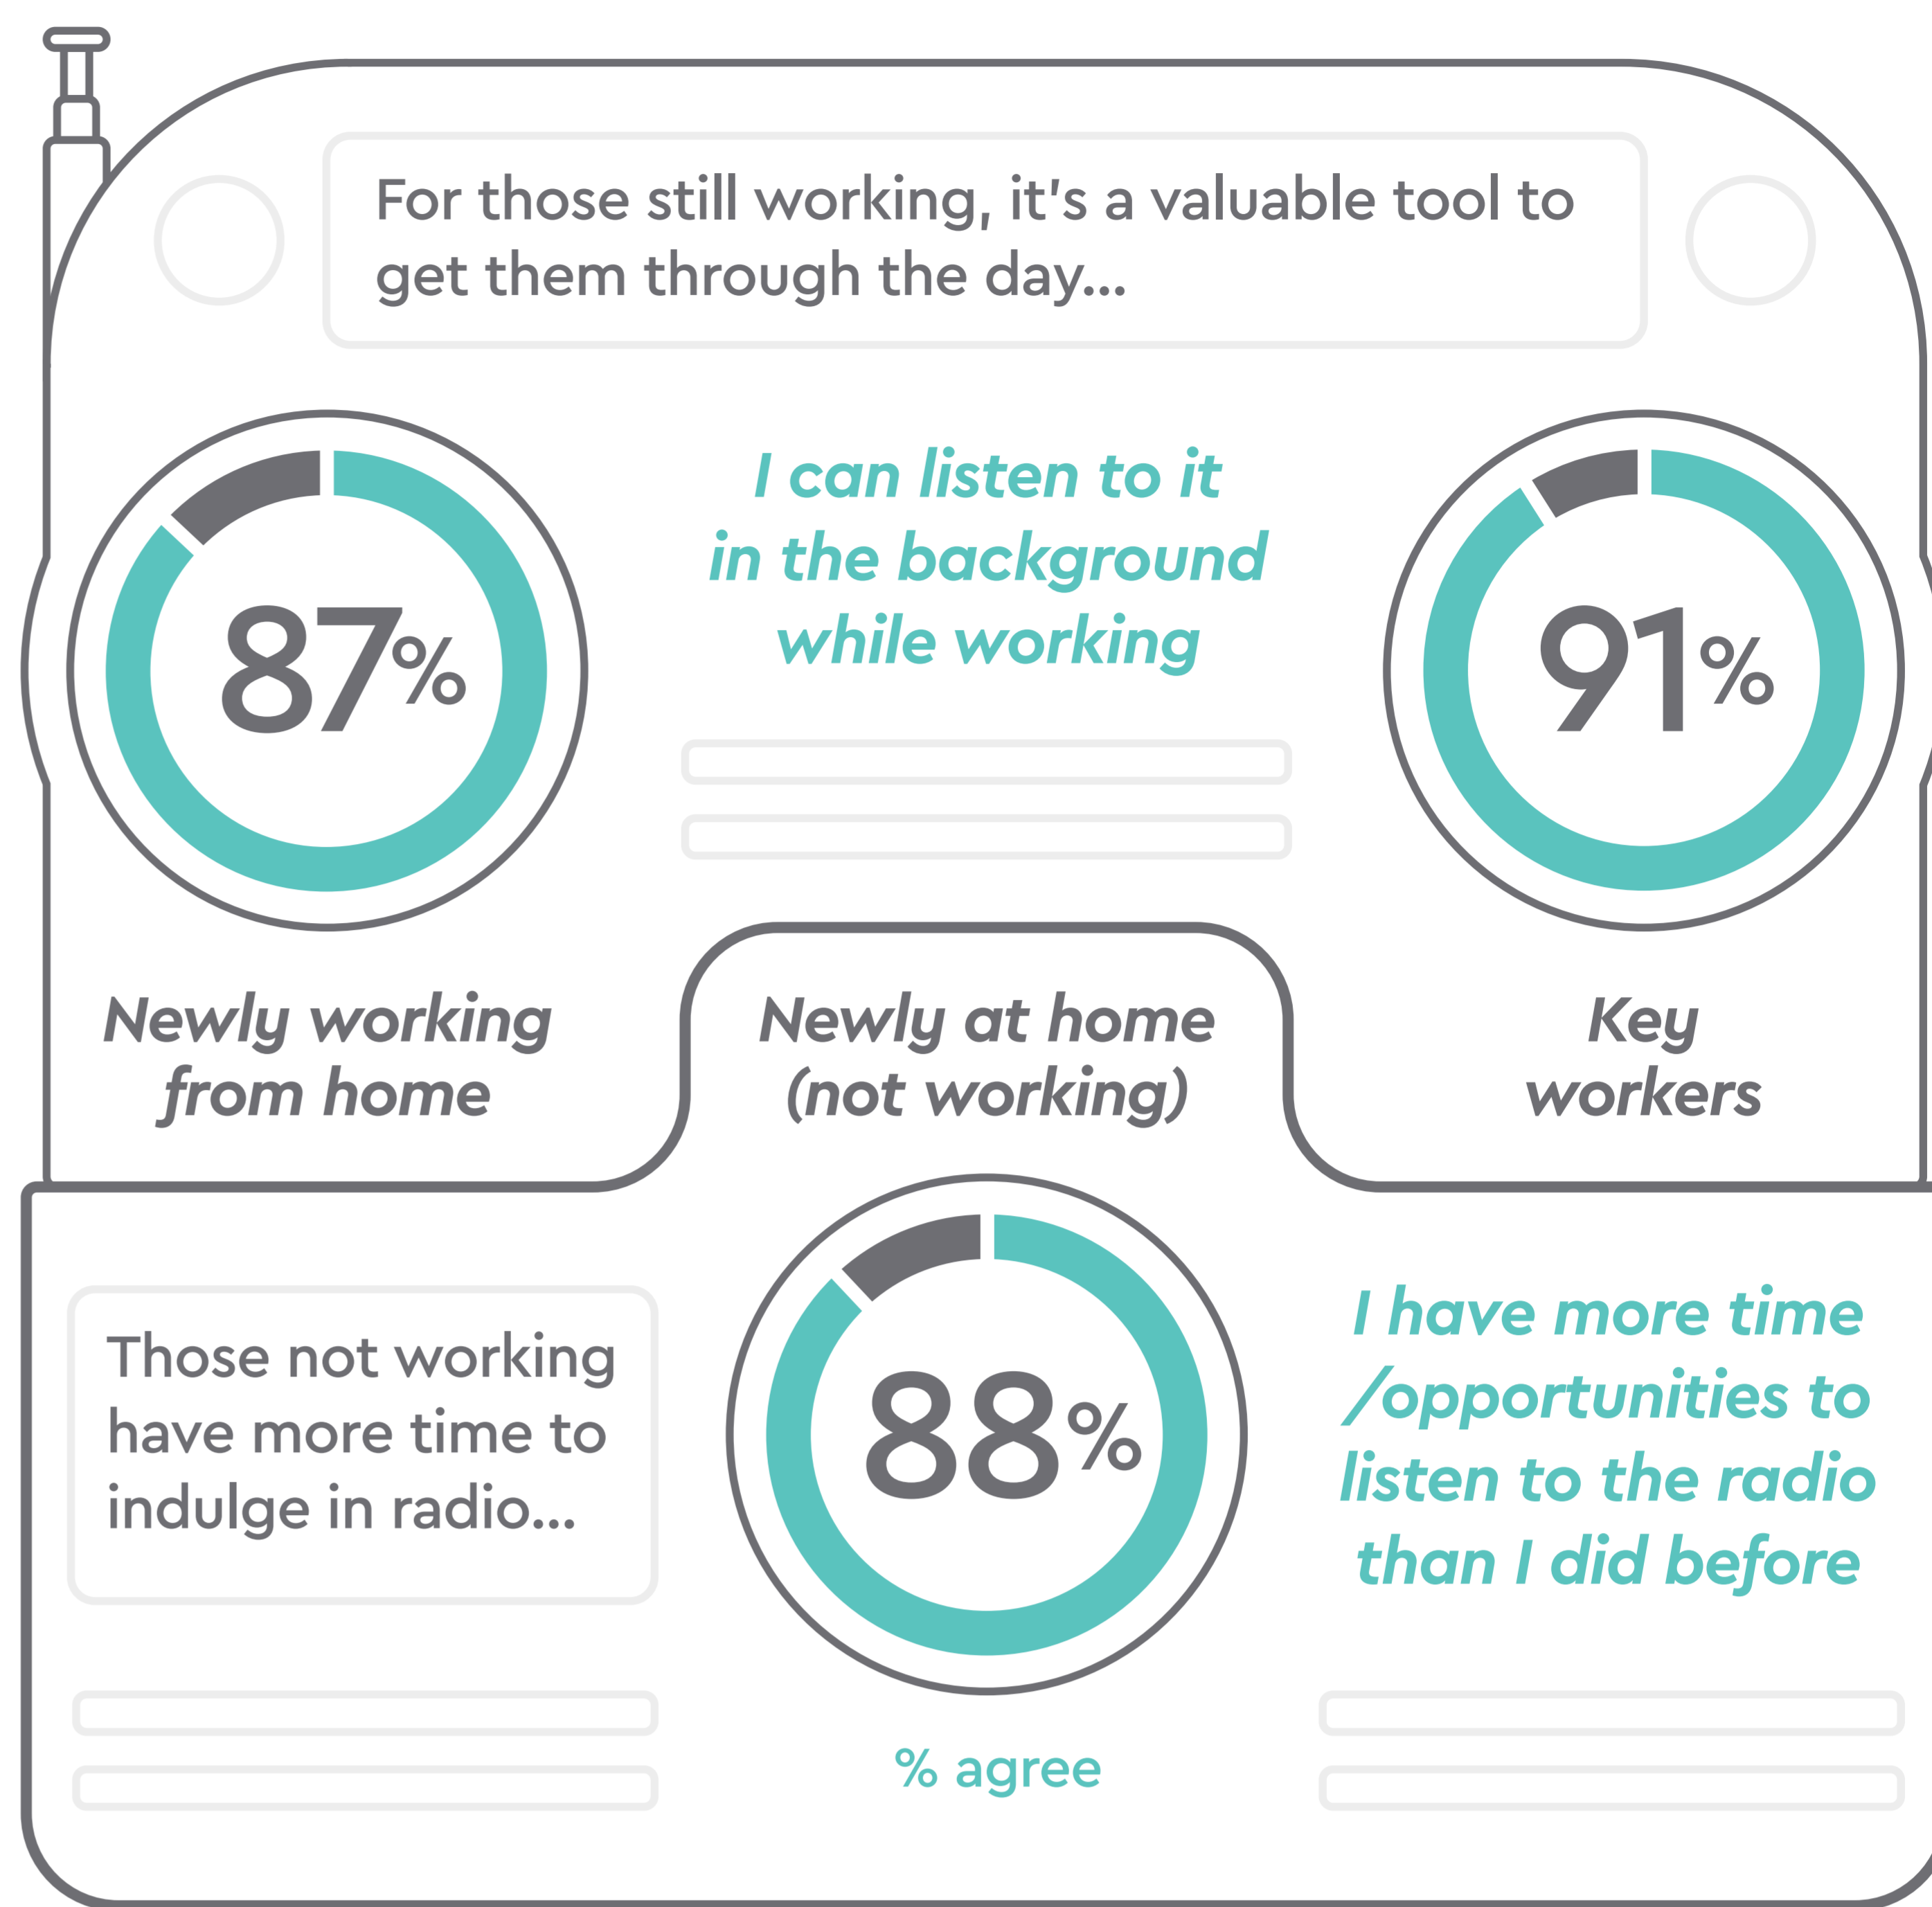 For those still working, it's a valuable tool to
get them through the day...
I can listen to it
in the background
while working
87%
91%
Newly working
from home
Newly at home
(not working)
Key
workers
Those not working
have more time to
indulge in radio...
88%
I have more time
/opportunities to
listen to the radio
than I did before
% agree